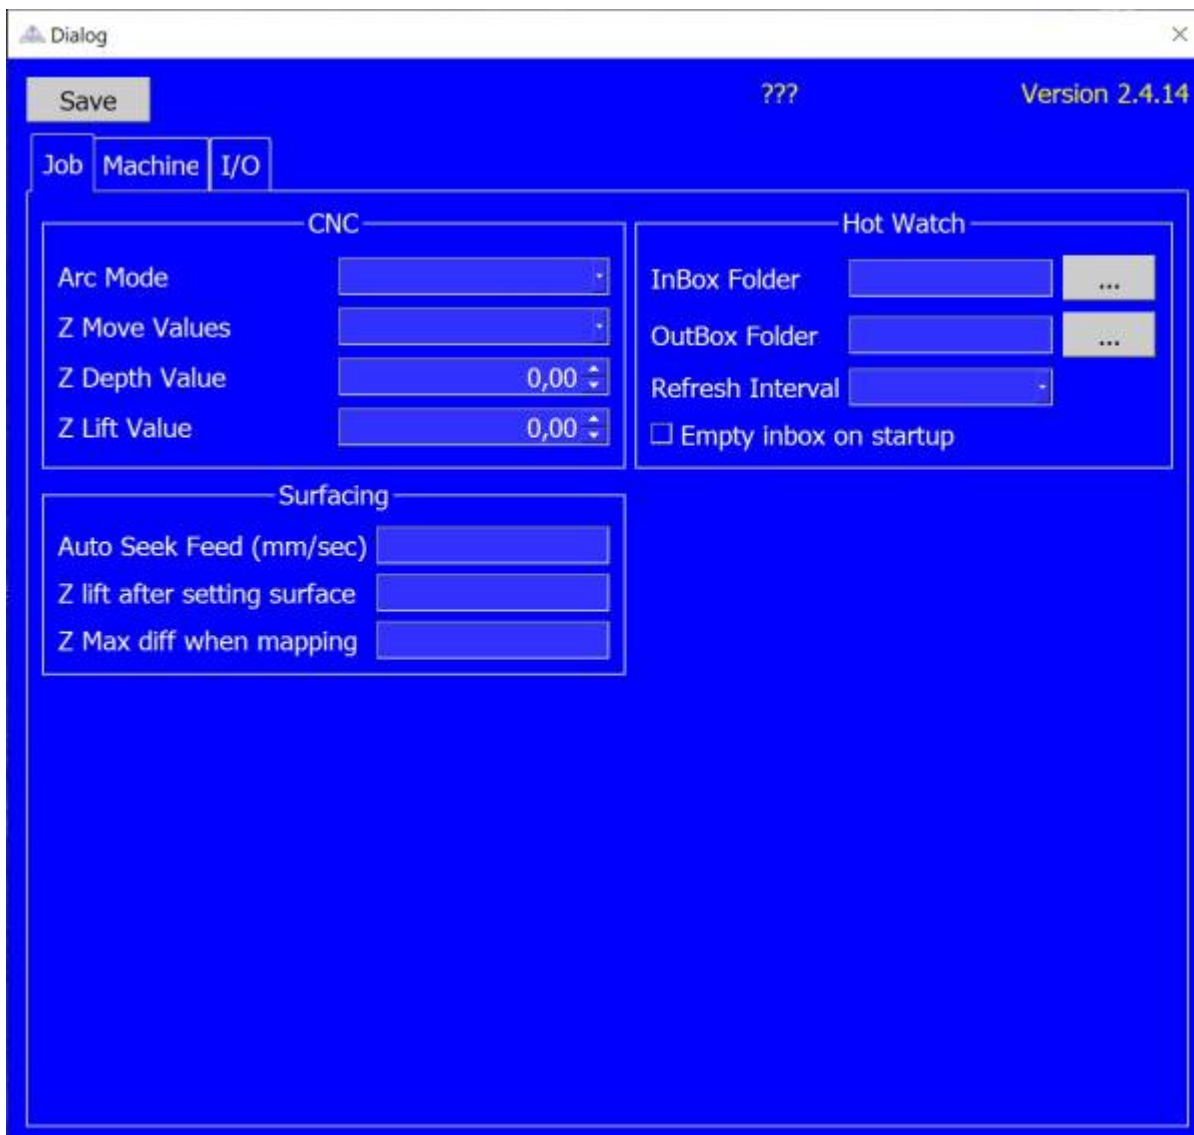 Dialog
Save ??? Version 2.4.14
Job Machine I/O
CNC
Arc Mode
Z Move Values
Z Depth Value 0,00
Z Lift Value 0,00
Hot Watch
InBox Folder ...
OutBox Folder ...
Refresh Interval
Empty inbox on startup
Surfacing
Auto Seek Feed (mm/sec)
Z lift after setting surface
Z Max diff when mapping